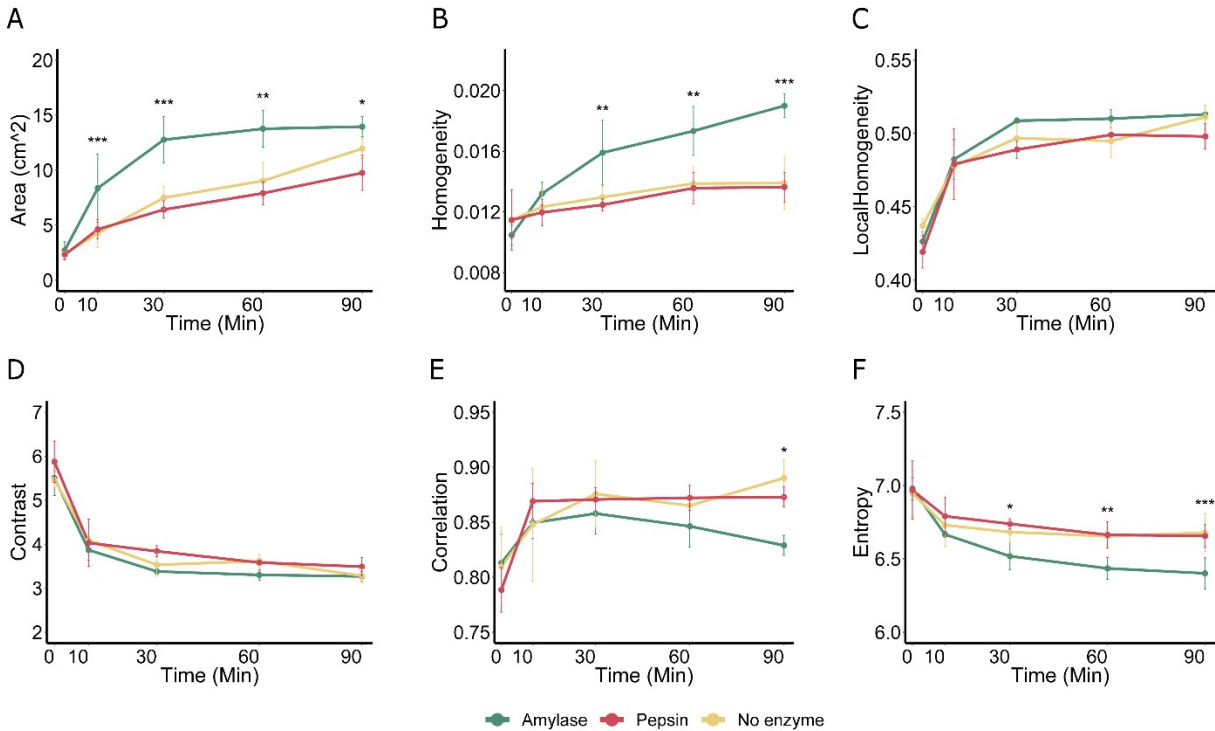 A
20
15
10
5
0
Area (cm^2)
***
***
**
*
0 10 30 60 90
Time (Min)
B
0.020
0.016
0.012
0.008
Homogeneity
**
**
***
0 10 30 60 90
Time (Min)
C
0.55
0.50
0.45
0.40
LocalHomogeneity
0 10 30 60 90
Time (Min)
D
7
6
5
4
3
2
Contrast
0 10 30 60 90
Time (Min)
E
0.95
0.90
0.85
0.80
0.75
Correlation
*
0 10 30 60 90
Time (Min)
F
7.5
7.0
6.5
6.0
Entropy
*
**
***
0 10 30 60 90
Time (Min)
Amylase Pepsin No enzyme